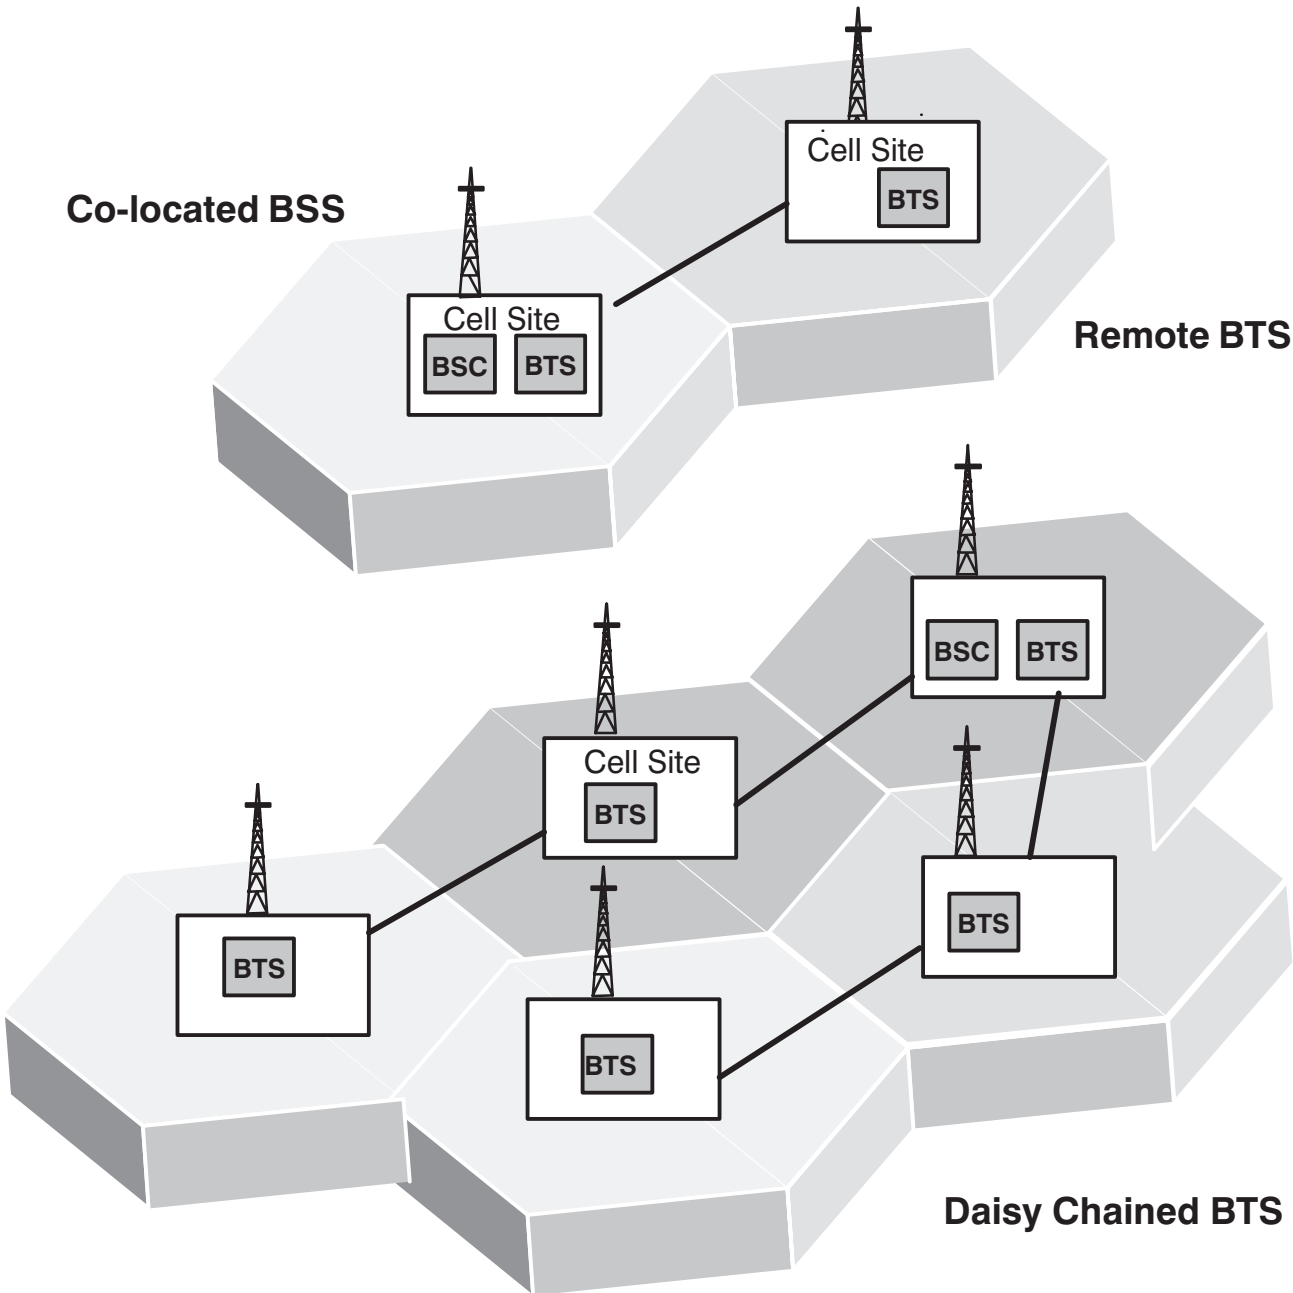 Cell Site
BTS
Co-located BSS
Cell Site
BSC BTS
Remote BTS
BSC BTS
Cell Site
BTS
BTS
BTS
BTS
Daisy Chained BTS